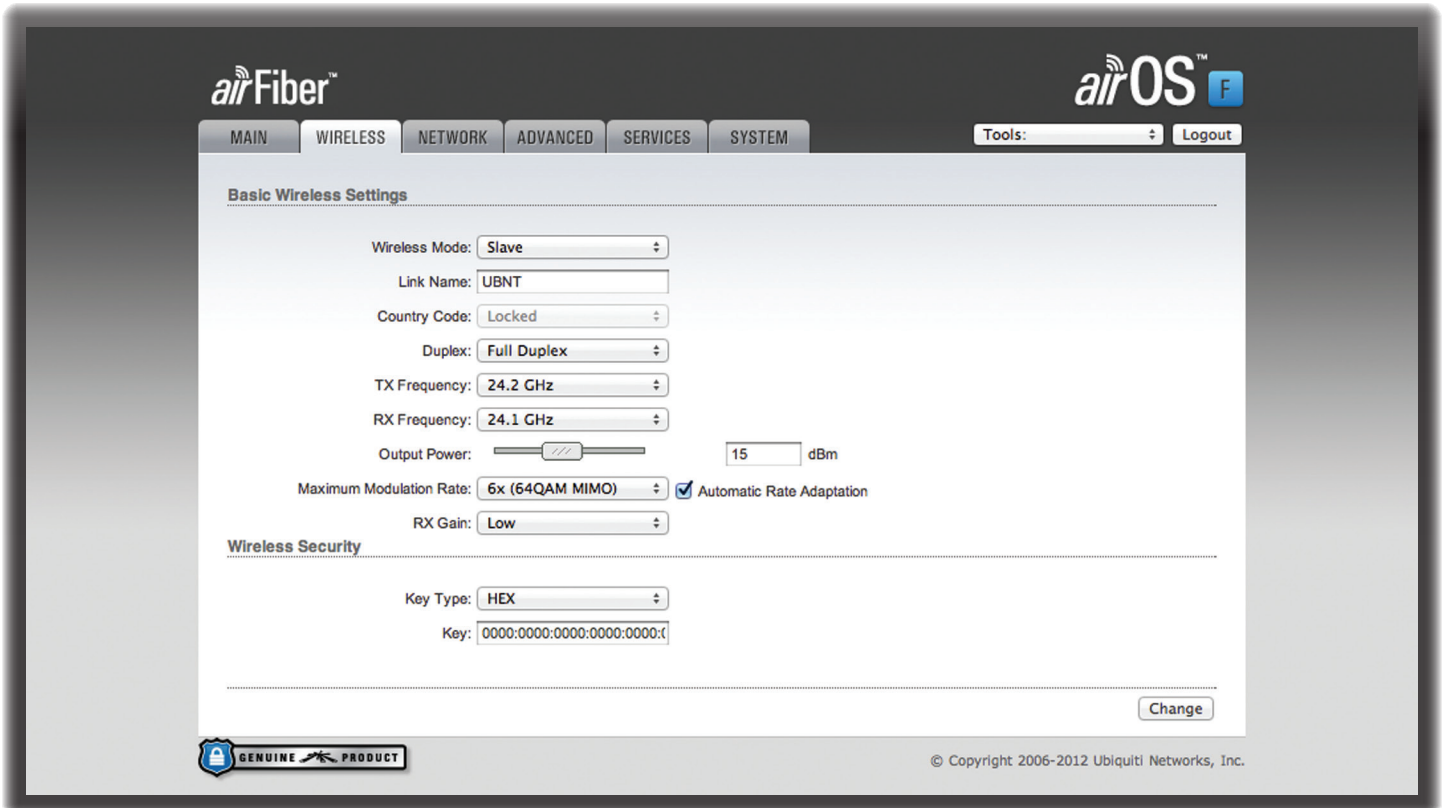 airFiber™
airOS™ F
MAIN WIRELESS NETWORK ADVANCED SERVICES SYSTEM Tools: Logout
Basic Wireless Settings
Wireless Mode: Slave
Link Name: UBNT
Country Code: Locked
Duplex: Full Duplex
TX Frequency: 24.2 GHz
RX Frequency: 24.1 GHz
Output Power: 15 dBm
Maximum Modulation Rate: 6x (64QAM MIMO) Automatic Rate Adaptation
RX Gain: Low
Wireless Security
Key Type: HEX
Key: 0000:0000:0000:0000:0000:
Change
GENUINE PRODUCT
© Copyright 2006-2012 Ubiquiti Networks, Inc.